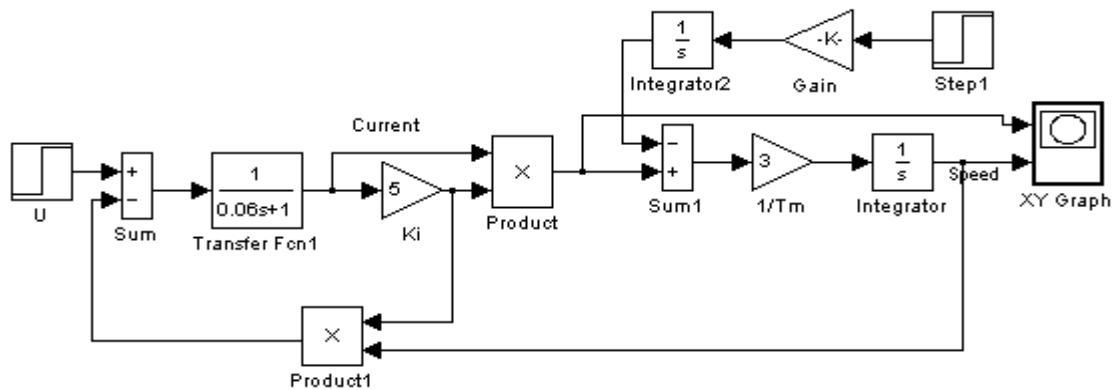 1
s
-K-
Integrator2
Gain
Step1
Current
U
+
−
Sum
1
0.06s+1
Transfer Fcn1
5
Ki
×
Product
−
+
Sum1
3
1/Tm
1
s
Integrator
Speed
XY Graph
×
Product1